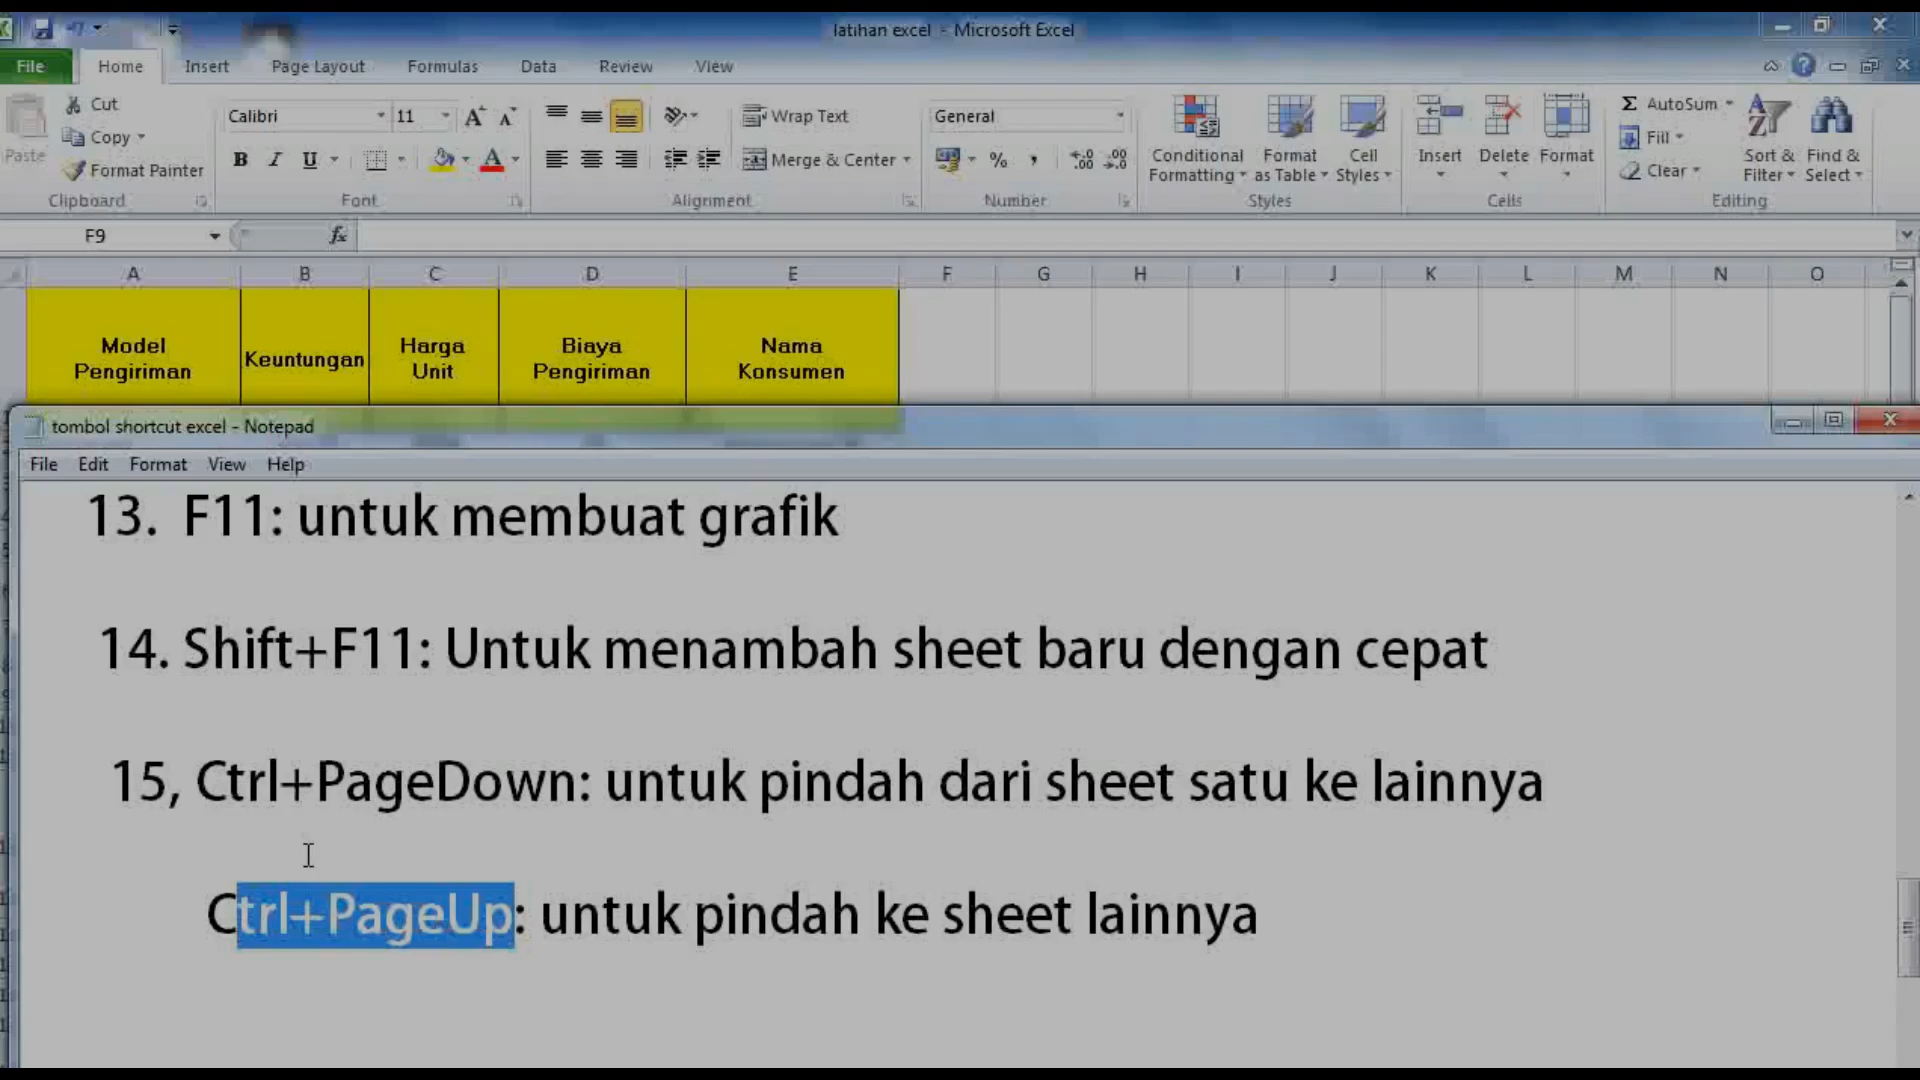 latihan excel - Microsoft Excel
File Home Insert Page Layout Formulas Data Review View
Paste
Cut
Copy
Format Painter
Clipboard
Calibri 11
B I U
Font
Wrap Text
Merge & Center
Alignment
General
% ,
Number
Conditional Formatting
Format as Table
Cell Styles
Styles
Insert Delete Format
Cells
Σ AutoSum
Fill
Clear
Sort & Filter
Find & Select
Editing
F9 fx
A B C D E F G H I J K L M N O
Model Pengiriman
Keuntungan
Harga Unit
Biaya Pengiriman
Nama Konsumen
tombol shortcut excel - Notepad
File Edit Format View Help
13. F11: untuk membuat grafik
14. Shift+F11: Untuk menambah sheet baru dengan cepat
15, Ctrl+PageDown: untuk pindah dari sheet satu ke lainnya
Ctrl+PageUp: untuk pindah ke sheet lainnya